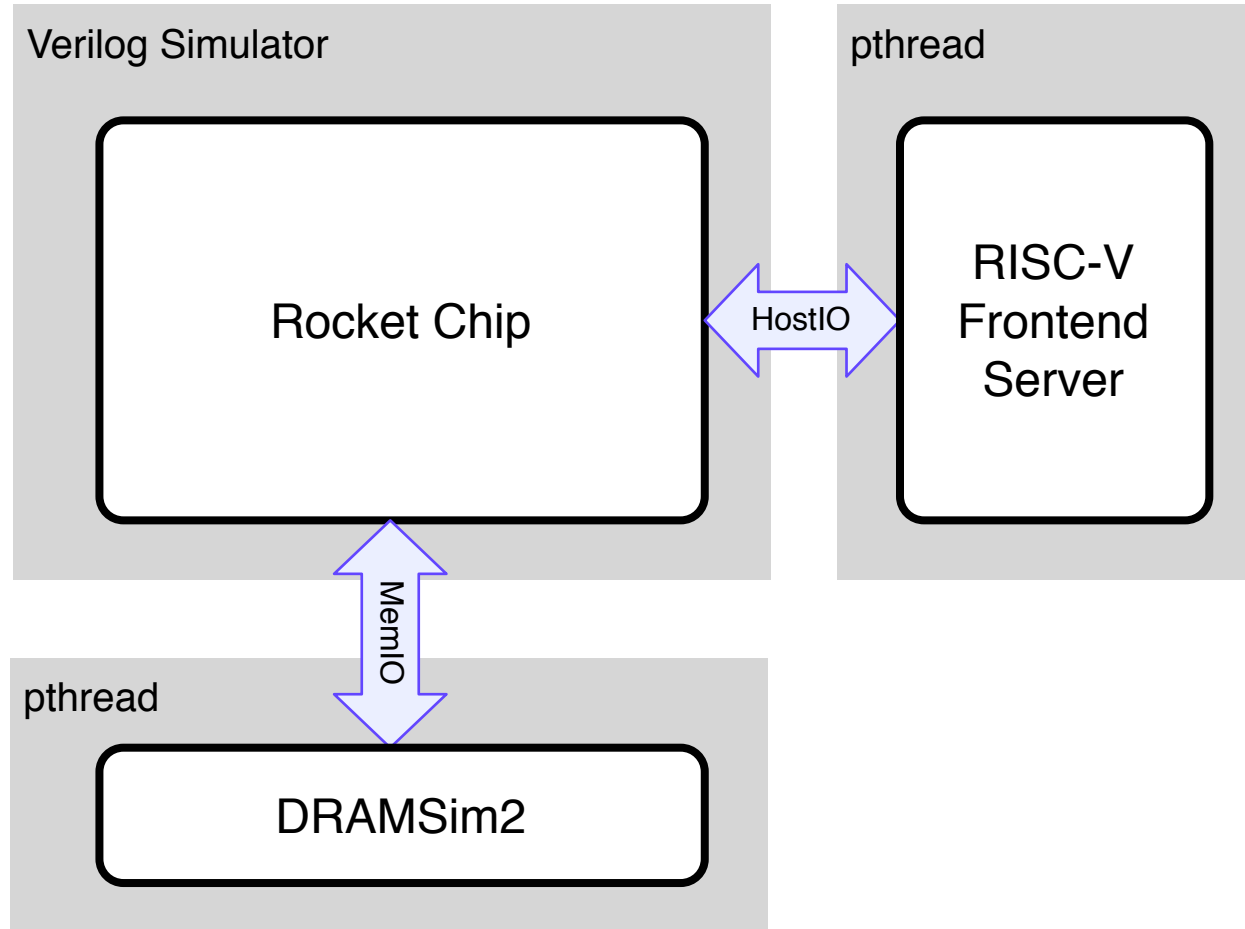 Verilog Simulator
pthread
Rocket Chip
HostIO
RISC-V
Frontend
Server
MemIO
pthread
DRAMSim2